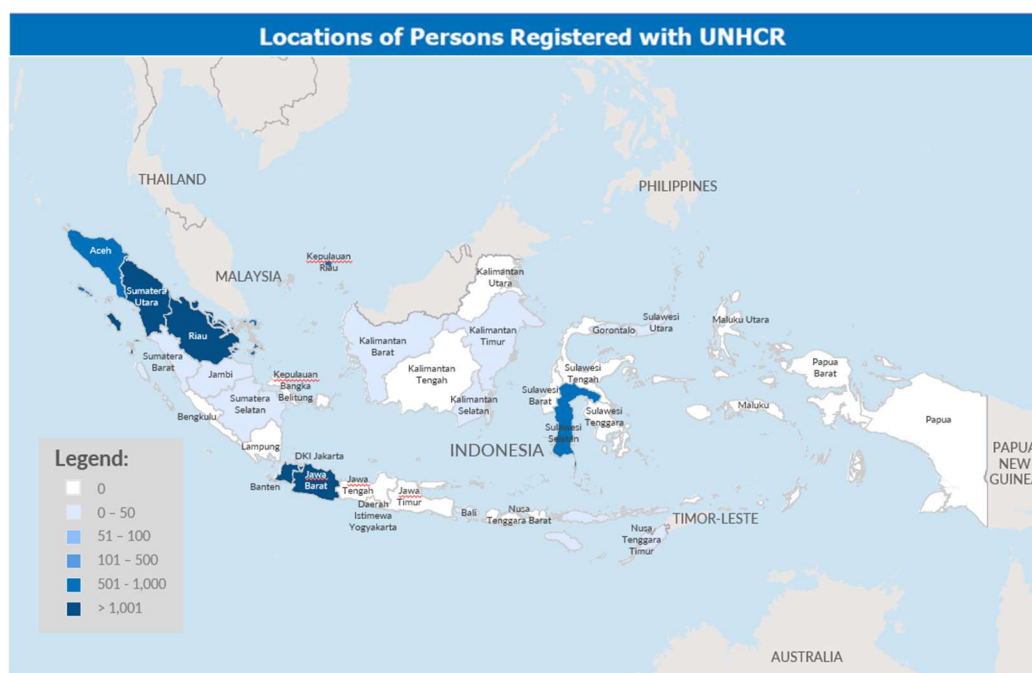 Locations of Persons Registered with UNHCR
THAILAND
PHILIPPINES
Aceh
Kepulauan
Riau
MALAYSIA
Kalimantan
Utara
Sumatera
Utara
Riau
Sulawesi
Utara
Gorontalo
Maluku Utara
Kalimantan
Timur
Kalimantan
Barat
Sumatera
Barat
Jambi
Kepulauan
Bangka
Belitung
Kalimantan
Tengah
Sulawesi
Tengah
Papua
Barat
Sumatera
Selatan
Sulawesi
Barat
Kalimantan
Selatan
Sulawesi
Tenggara
Maluku
Papua
Bengkulu
Sulawesi
Selatan
Lampung
INDONESIA
PAPUA
NEW
GUINEA
DKI Jakarta
Banten
Jawa
Barat
Jawa
Tengah
Jawa
Timur
Daerah
Istimewa
Yogyakarta
Bali
Nusa
Tenggara Barat
Nusa
Tenggara
Timur
TIMOR-LESTE
AUSTRALIA
Legend:
0
0 – 50
51 – 100
101 – 500
501 - 1,000
> 1,001